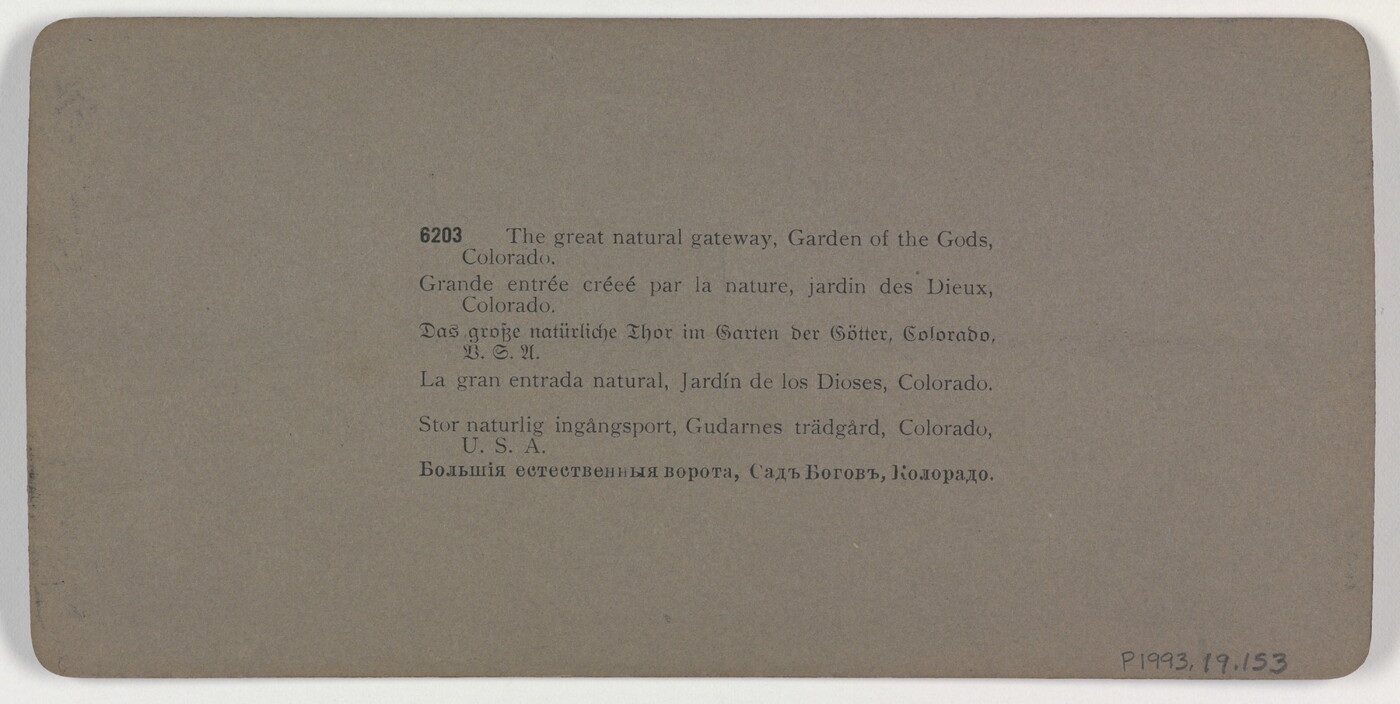 6203 The great natural gateway, Garden of the Gods,
Colorado.
Grande entrée créeé par la nature, jardin des Dieux,
Colorado.
Das große natürliche Thor im Garten der Götter, Colorado,
V. S. A.
La gran entrada natural, Jardín de los Dioses, Colorado.
Stor naturlig ingångsport, Gudarnes trädgård, Colorado,
U. S. A.
Большія естественныя ворота, Садъ Боговъ, Колорадо.
P1993.19.153